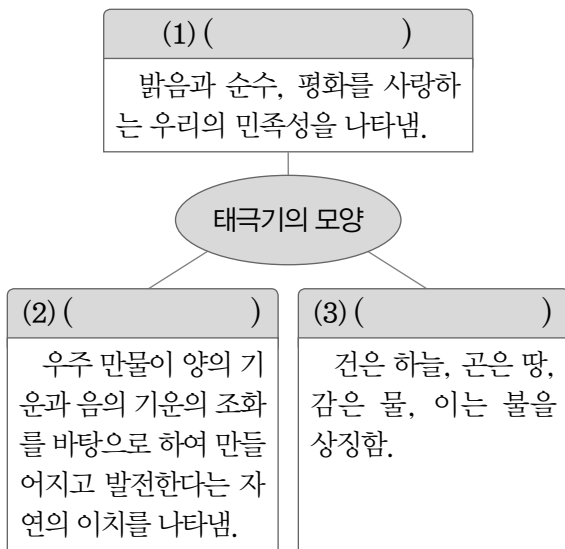 (1) (                    )
밝음과 순수, 평화를 사랑하
는 우리의 민족성을 나타냄.
태극기의 모양
(2) (                    )
우주 만물이 양의 기
운과 음의 기운의 조화
를 바탕으로 하여 만들
어지고 발전한다는 자
연의 이치를 나타냄.
(3) (                    )
건은 하늘, 곤은 땅,
감은 물, 이는 불을
상징함.